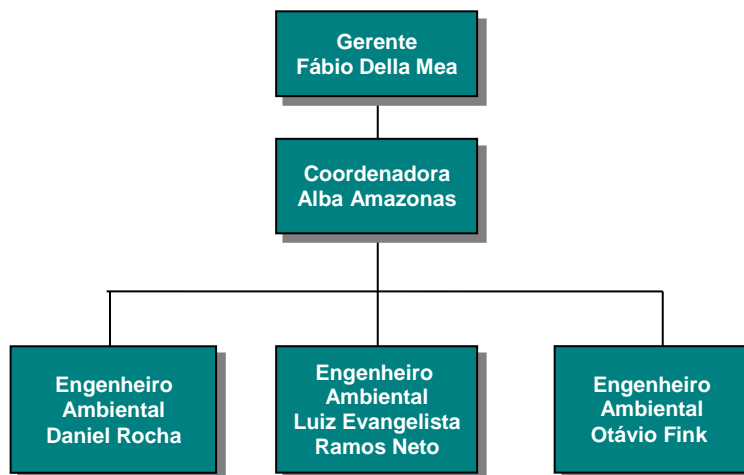 Gerente
Fábio Della Mea
Coordenadora
Alba Amazonas
Engenheiro
Ambiental
Daniel Rocha
Engenheiro
Ambiental
Luiz Evangelista
Ramos Neto
Engenheiro
Ambiental
Otávio Fink